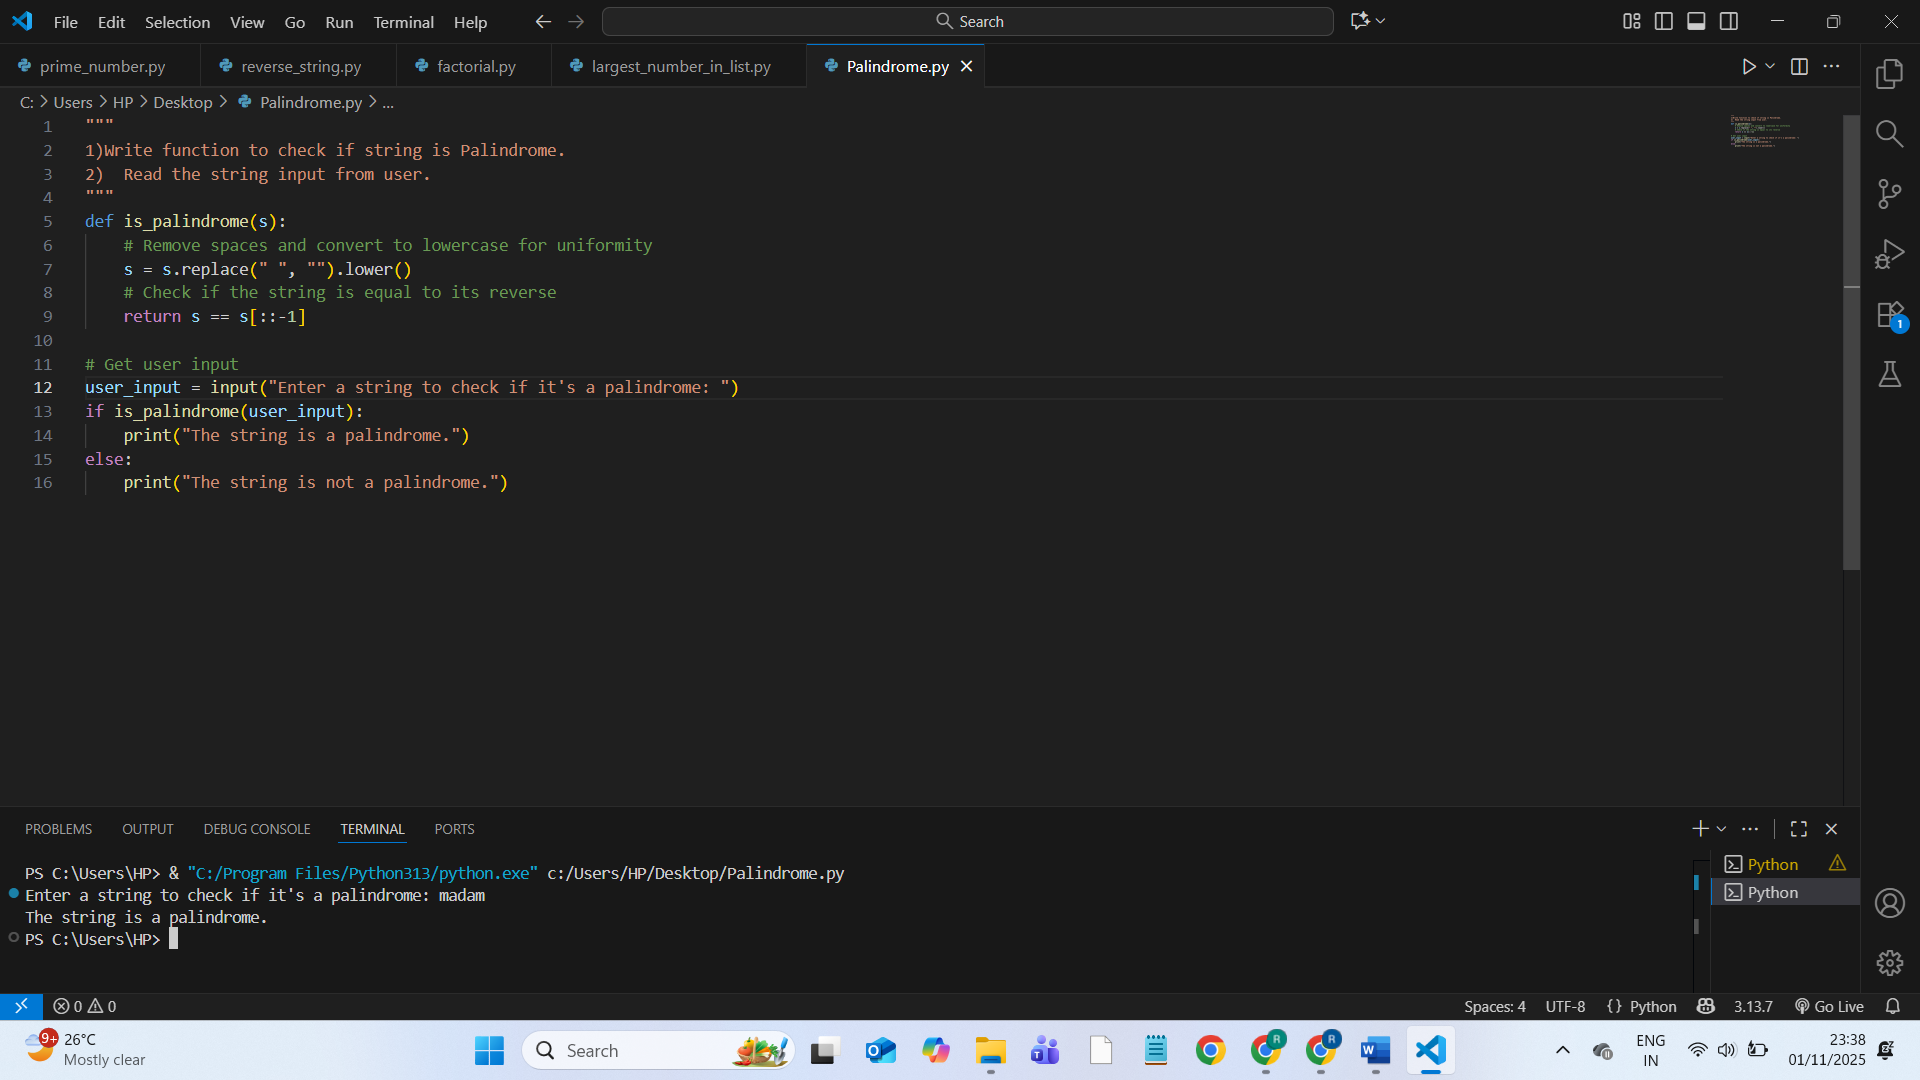 File Edit Selection View Go Run Terminal Help
Search
prime_number.py reverse_string.py factorial.py largest_number_in_list.py Palindrome.py
C: > Users > HP > Desktop > Palindrome.py > ...
1 """
2 1)Write function to check if string is Palindrome.
3 2)  Read the string input from user.
4 """
5 def is_palindrome(s):
6     # Remove spaces and convert to lowercase for uniformity
7     s = s.replace(" ", "").lower()
8     # Check if the string is equal to its reverse
9     return s == s[::-1]
10
11 # Get user input
12 user_input = input("Enter a string to check if it's a palindrome: ")
13 if is_palindrome(user_input):
14     print("The string is a palindrome.")
15 else:
16     print("The string is not a palindrome.")
1
PROBLEMS OUTPUT DEBUG CONSOLE TERMINAL PORTS
PS C:\Users\HP> & "C:/Program Files/Python313/python.exe" c:/Users/HP/Desktop/Palindrome.py
Enter a string to check if it's a palindrome: madam
The string is a palindrome.
PS C:\Users\HP>
Python
Python
0 0 Spaces: 4 UTF-8 {} Python 3.13.7 Go Live
9+ 26°C
Mostly clear
Search
R R
ENG
IN
23:38
01/11/2025